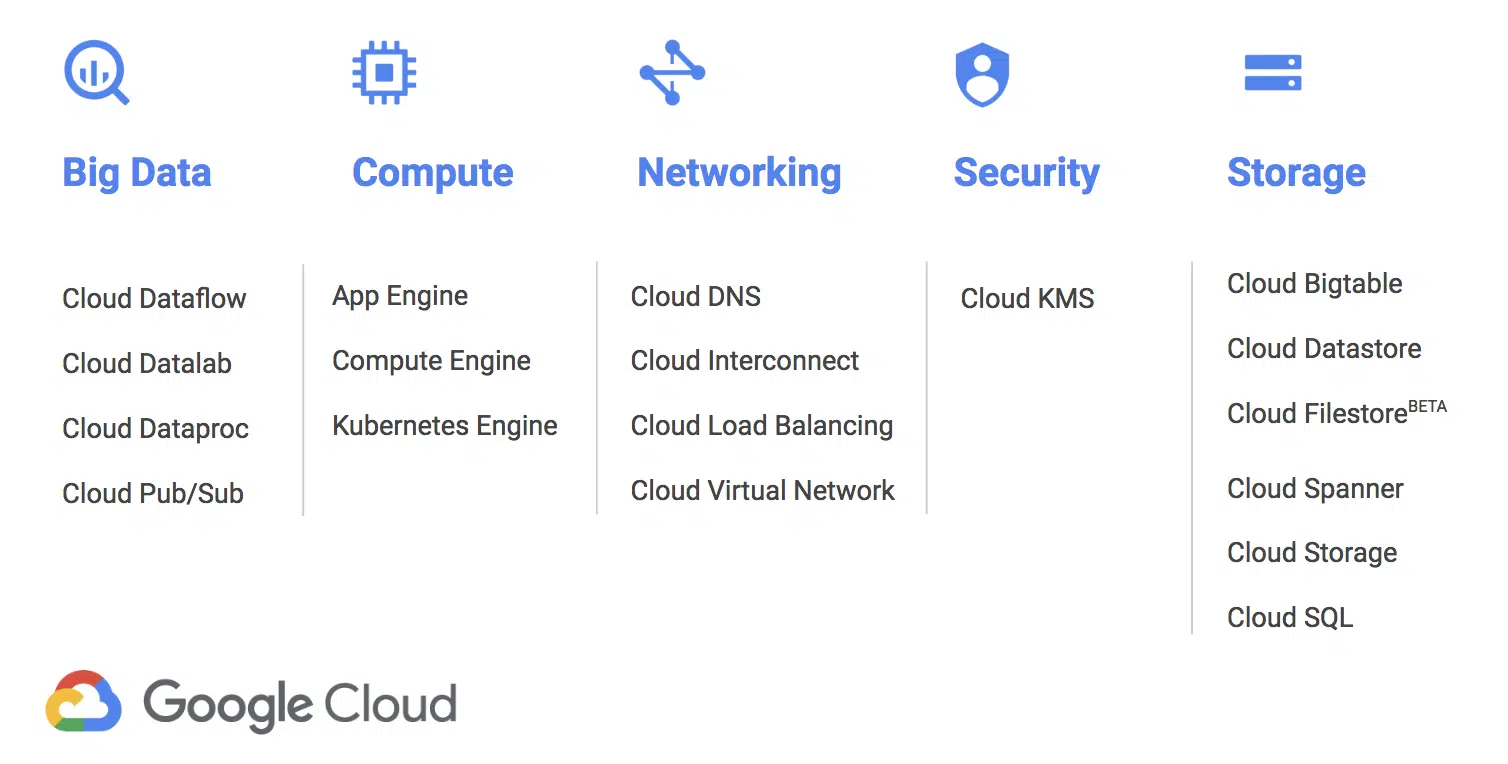 Big Data
Cloud Dataflow
Cloud Datalab
Cloud Dataproc
Cloud Pub/Sub
Compute
App Engine
Compute Engine
Kubernetes Engine
Networking
Cloud DNS
Cloud Interconnect
Cloud Load Balancing
Cloud Virtual Network
Security
Cloud KMS
Storage
Cloud Bigtable
Cloud Datastore
Cloud FilestoreBETA
Cloud Spanner
Cloud Storage
Cloud SQL
Google Cloud